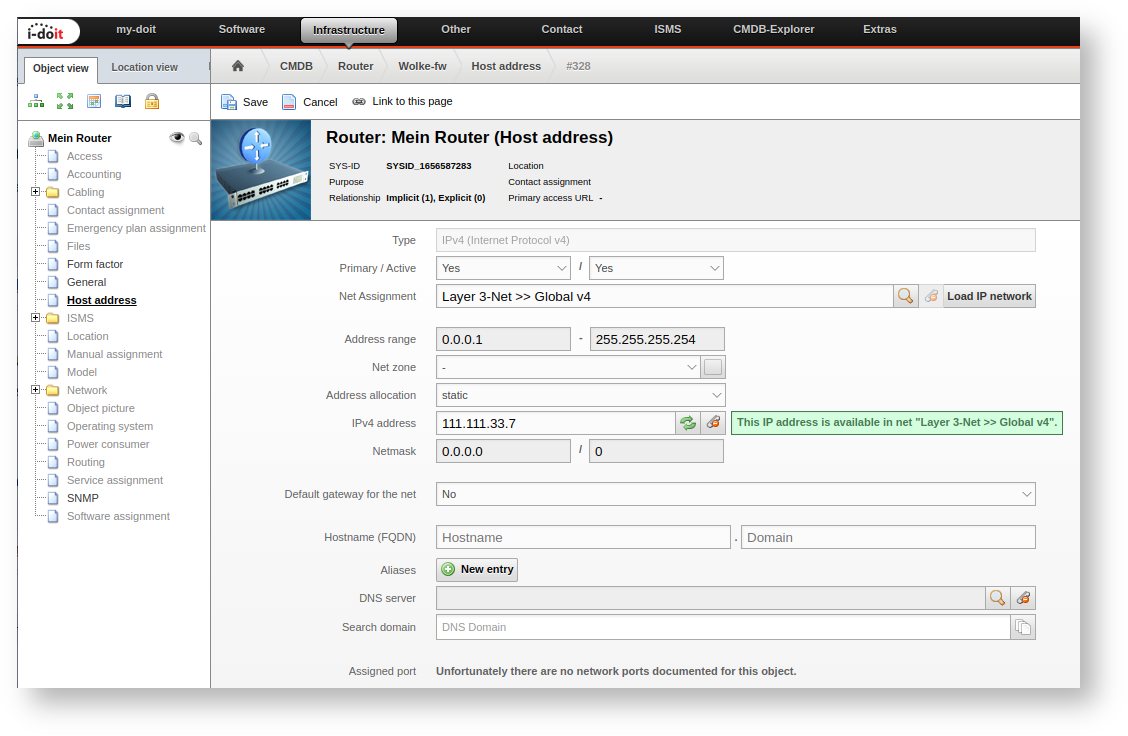 i-doit
my-doit
Software
Infrastructure
Other
Contact
ISMS
CMDB-Explorer
Extras
Object view
Location view
CMDB
Router
Wolke-fw
Host address
#328
Save
Cancel
Link to this page
Mein Router
Access
Accounting
Cabling
Contact assignment
Emergency plan assignment
Files
Form factor
General
Host address
ISMS
Location
Manual assignment
Model
Network
Object picture
Operating system
Power consumer
Routing
Service assignment
SNMP
Software assignment
Router: Mein Router (Host address)
SYS-ID SYSID_1656587283 Location
Purpose Contact assignment
Relationship Implicit (1), Explicit (0) Primary access URL -
Type IPv4 (Internet Protocol v4)
Primary / Active Yes / Yes
Net Assignment Layer 3-Net >> Global v4 Load IP network
Address range 0.0.0.1 - 255.255.255.254
Net zone -
Address allocation static
IPv4 address 111.111.33.7 This IP address is available in net "Layer 3-Net >> Global v4".
Netmask 0.0.0.0 / 0
Default gateway for the net No
Hostname (FQDN) Hostname . Domain
Aliases New entry
DNS server
Search domain DNS Domain
Assigned port Unfortunately there are no network ports documented for this object.